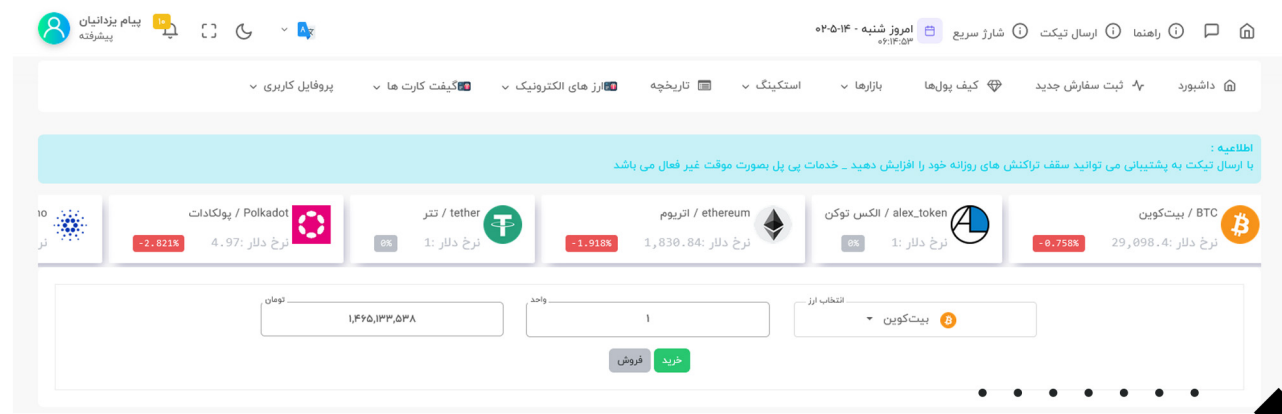 راهنما
ارسال تیکت
شارژ سریع
امروز شنبه - ۱۴-۵-۰۲
۰۶:۱۴:۵۳
۱۰
پیام یزدانیان
پیشرفته
داشبورد
ثبت سفارش جدید
کیف پول‌ها
بازارها
استکینگ
تاریخچه
ارز های الکترونیک
گیفت کارت ها
پروفایل کاربری
اطلاعیه :
با ارسال تیکت به پشتیبانی می توانید سقف تراکنش های روزانه خود را افزایش دهید _ خدمات پی پل بصورت موقت غیر فعال می باشد
BTC / بیت‌کوین
نرخ دلار :29,098.4
-0.758%
alex_token / الکس توکن
نرخ دلار :1
0%
ethereum / اتریوم
نرخ دلار :1,830.84
-1.918%
tether / تتر
نرخ دلار :1
0%
Polkadot / پولکادات
نرخ دلار :4.97
-2.821%
انتخاب ارز
بیت‌کوین
واحد
۱
تومان
۱,۴۶۵,۱۳۳,۵۳۸
خرید
فروش